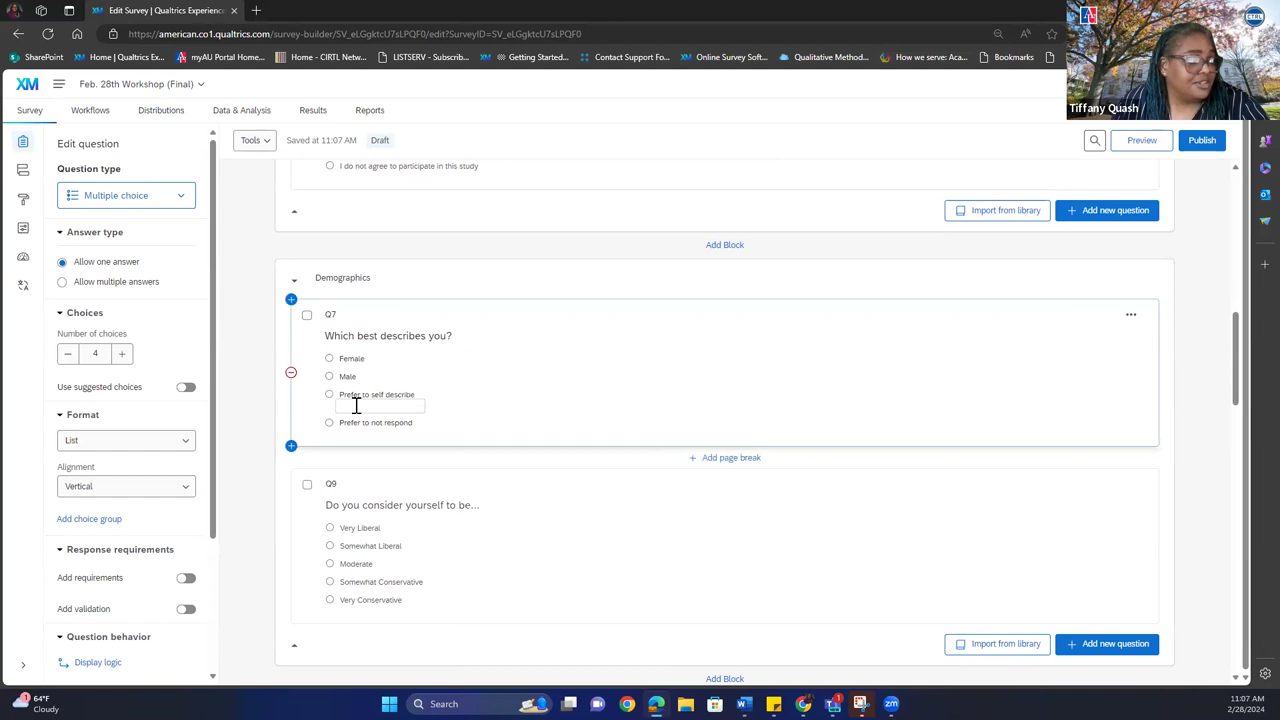 Edit Survey | Qualtrics Experience
https://american.co1.qualtrics.com/survey-builder/SV_eLGgktcU7sLPQF0/edit?SurveyID=SV_eLGgktcU7sLPQF0
SharePoint
Home | Qualtrics Exp...
myAU Portal Home
Home - CIRTL Netwo...
LISTSERV - Subscrib...
Microsoft Power BI
Getting Started...
Contact Support Fo...
Online Survey Soft...
Qualitative Method...
How we serve: Aca...
Bookmarks
CTRL
Tiffany Quash
XM
Feb. 28th Workshop (Final)
Survey
Workflows
Distributions
Data & Analysis
Results
Reports
Edit question
Tools
Saved at 11:07 AM
Draft
Preview
Publish
Question type
Multiple choice
Answer type
Allow one answer
Allow multiple answers
Choices
Number of choices
4
Use suggested choices
Format
List
Alignment
Vertical
Add choice group
Response requirements
Add requirements
Add validation
Question behavior
Display logic
I do not agree to participate in this study
Import from library
Add new question
Add Block
Demographics
Q7
Which best describes you?
Female
Male
Prefer to self describe
Prefer to not respond
Add page break
Q9
Do you consider yourself to be...
Very Liberal
Somewhat Liberal
Moderate
Somewhat Conservative
Very Conservative
Import from library
Add new question
Add Block
64°F
Cloudy
Search
11:07 AM
2/28/2024